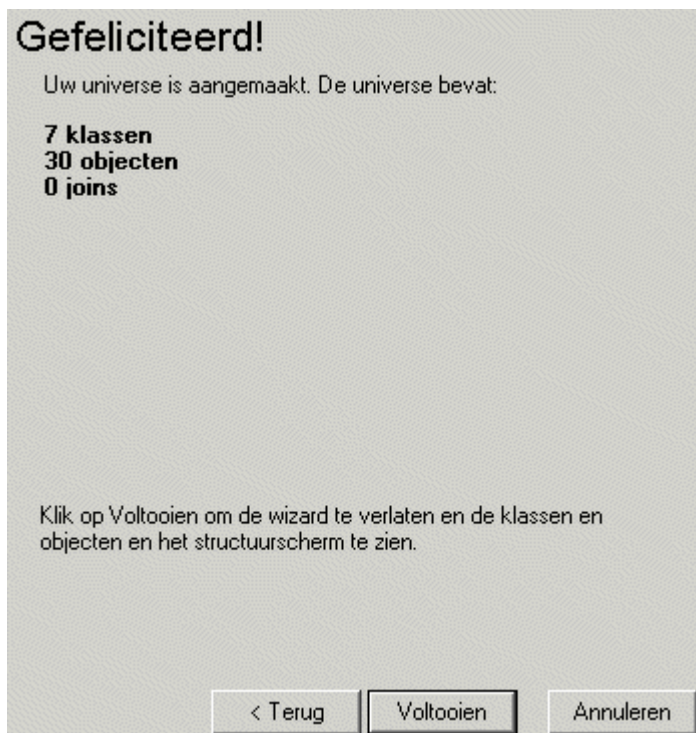 Gefeliciteerd!
Uw universe is aangemaakt. De universe bevat:
7 klassen
30 objecten
0 joins
Klik op Voltooien om de wizard te verlaten en de klassen en
objecten en het structuurscherm te zien.
< Terug Voltooien Annuleren